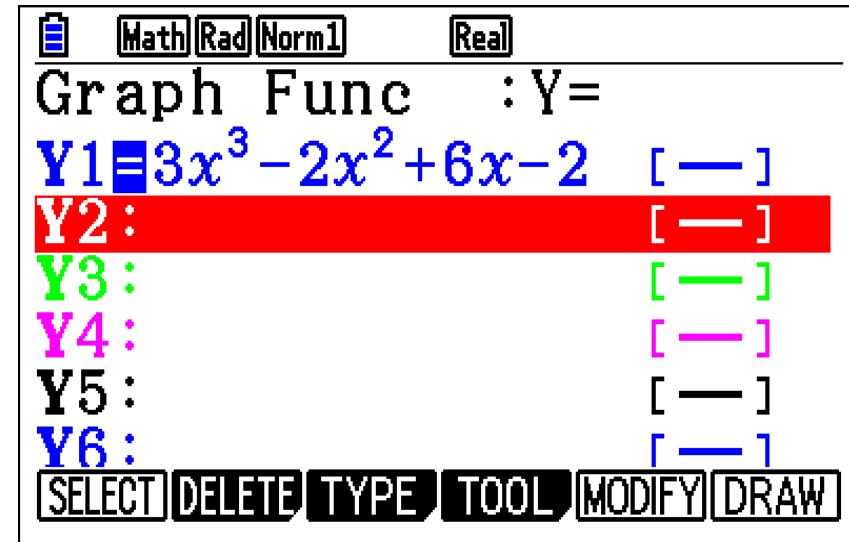 Math Rad Norm1 Real
Graph Func :Y=
Y1=3x³−2x²+6x−2 [—]
Y2: [—]
Y3: [—]
Y4: [—]
Y5: [—]
Y6: [—]
SELECT DELETE TYPE TOOL MODIFY DRAW